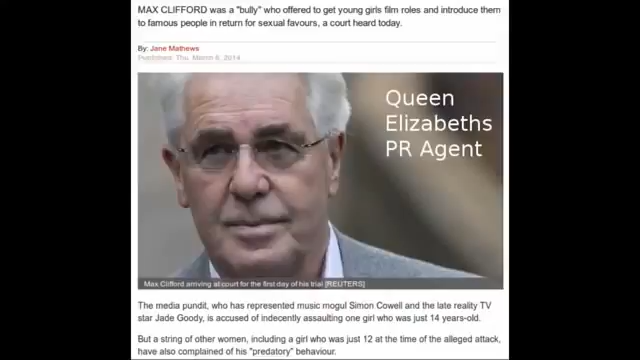 MAX CLIFFORD was a "bully" who offered to get young girls film roles and introduce them
to famous people in return for sexual favours, a court heard today.
By: Jane Mathews
Published: Thu, March 6, 2014
Queen
Elizabeths
PR Agent
Max Clifford arriving at court for the first day of his trial [REUTERS]
The media pundit, who has represented music mogul Simon Cowell and the late reality TV
star Jade Goody, is accused of indecently assaulting one girl who was just 14 years-old.
But a string of other women, including a girl who was just 12 at the time of the alleged attack,
have also complained of his "predatory" behaviour.